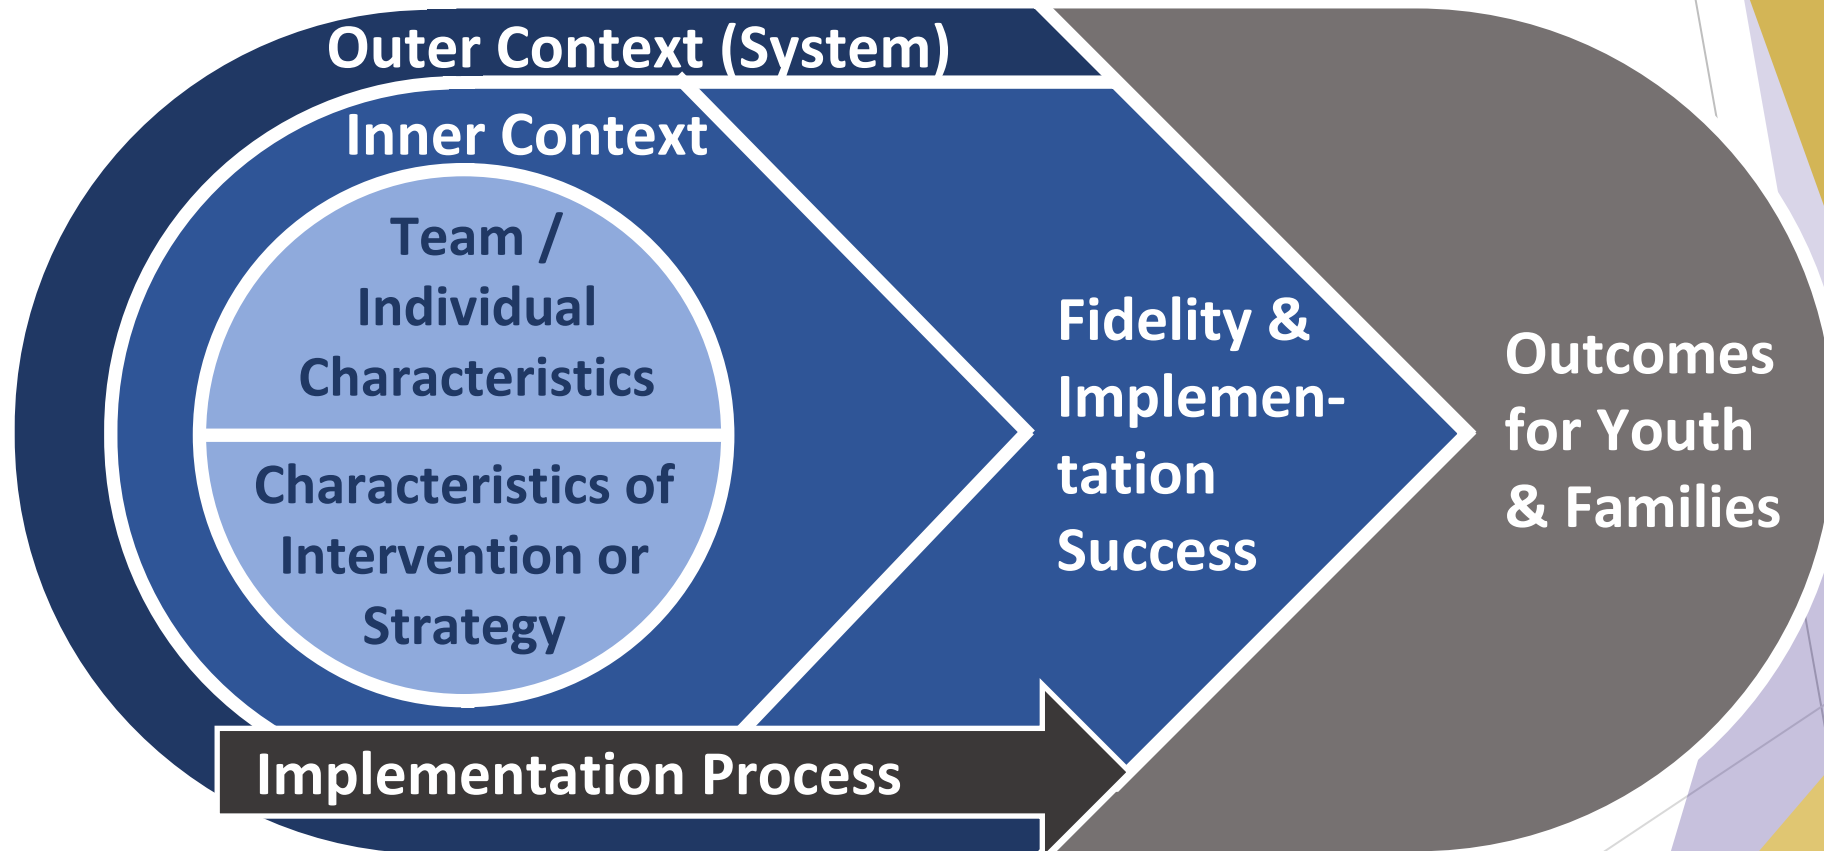 Outer Context (System)
Inner Context
Team /
Individual
Characteristics
Characteristics of
Intervention or
Strategy
Fidelity &
Implemen-
tation
Success
Outcomes
for Youth
& Families
Implementation Process